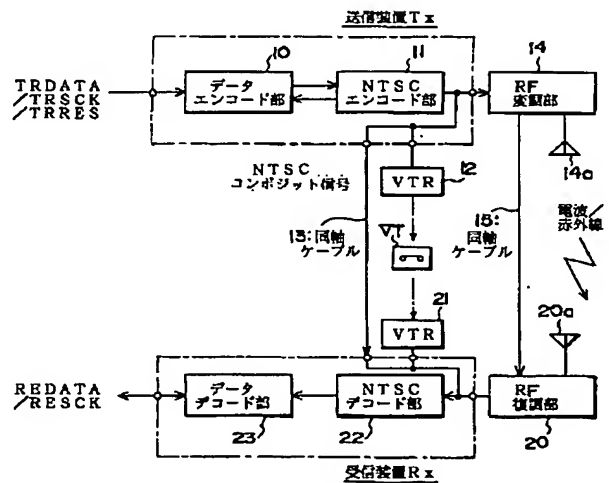 送信装置Tx
10
11
14
TRDATA
/TRSCK
/TRRES
データ
エンコード部
NTSC
エンコード部
RF
変調部
14a
NTSC
コンポジット信号
VTR
12
13:同軸
ケーブル
VT
15:同軸
ケーブル
電波/
赤外線
21
VTR
20a
REDATA
/RESCK
データ
デコード部
23
NTSC
デコード部
22
RF
復調部
20
受信装置Rx